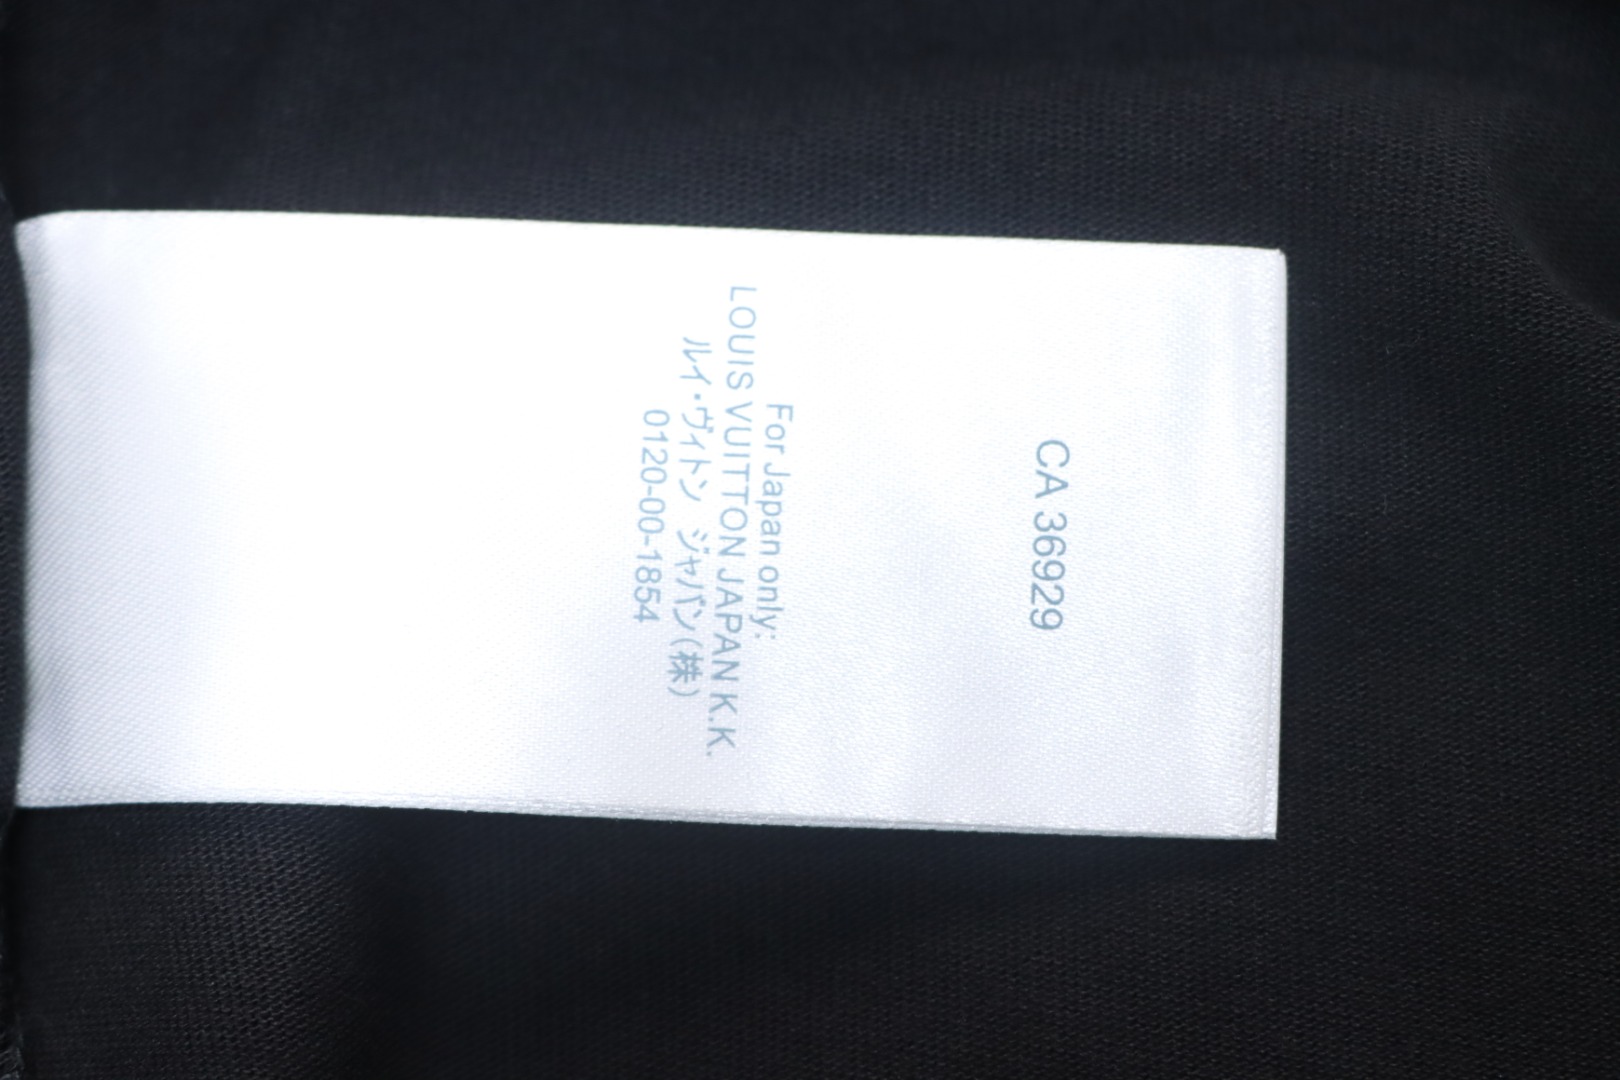 CA 36929
For Japan only:
LOUIS VUITTON JAPAN K.K.
ルイ・ヴィトン ジャパン(株)
0120-00-1854